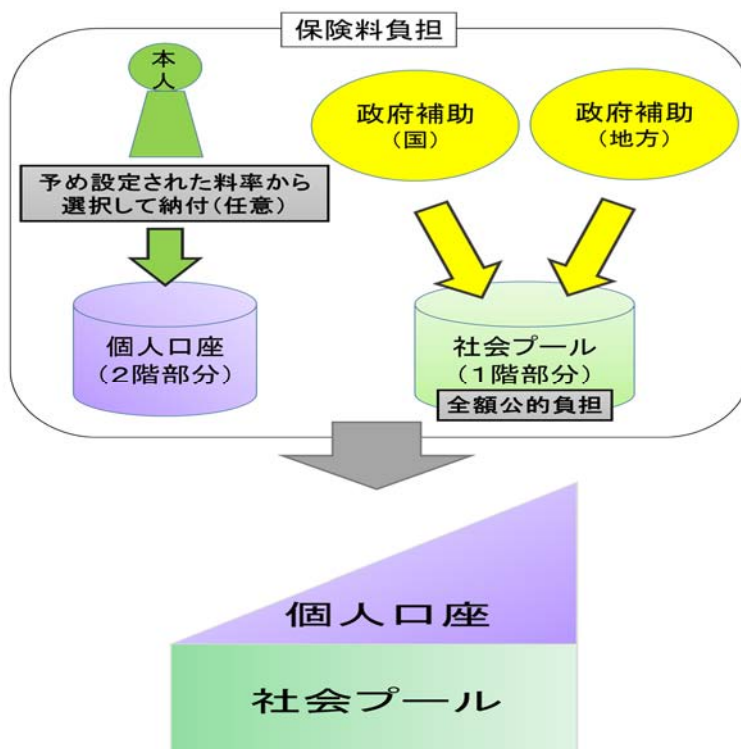 保険料負担
本
人
政府補助
（国）
政府補助
（地方）
予め設定された料率から
選択して納付（任意）
個人口座
（2階部分）
社会プール
（1階部分）
全額公的負担
個人口座
社会プール